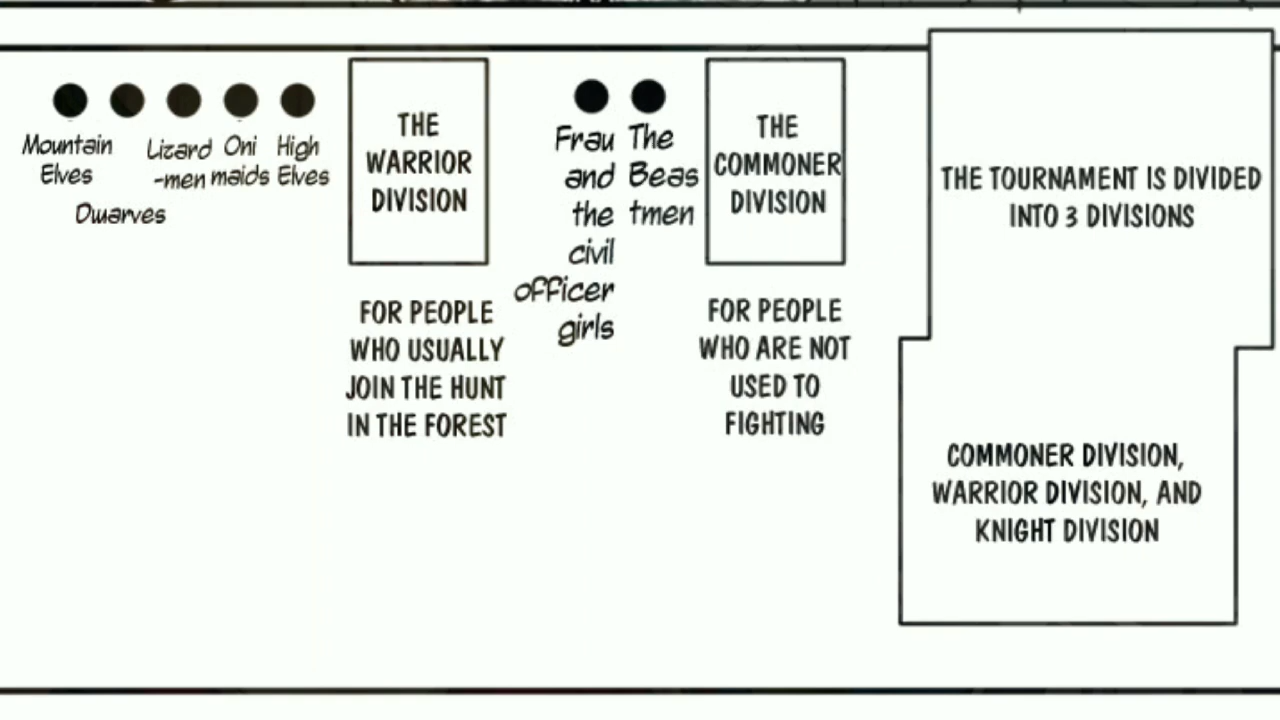 THE TOURNAMENT IS DIVIDED
INTO 3 DIVISIONS
COMMONER DIVISION,
WARRIOR DIVISION, AND
KNIGHT DIVISION
THE
COMMONER
DIVISION
FOR PEOPLE
WHO ARE NOT
USED TO
FIGHTING
The
Beas
tmen
Frau
and
the
civil
officer
girls
THE
WARRIOR
DIVISION
FOR PEOPLE
WHO USUALLY
JOIN THE HUNT
IN THE FOREST
High
Elves
Oni
maids
Lizard
-men
Dwarves
Mountain
Elves